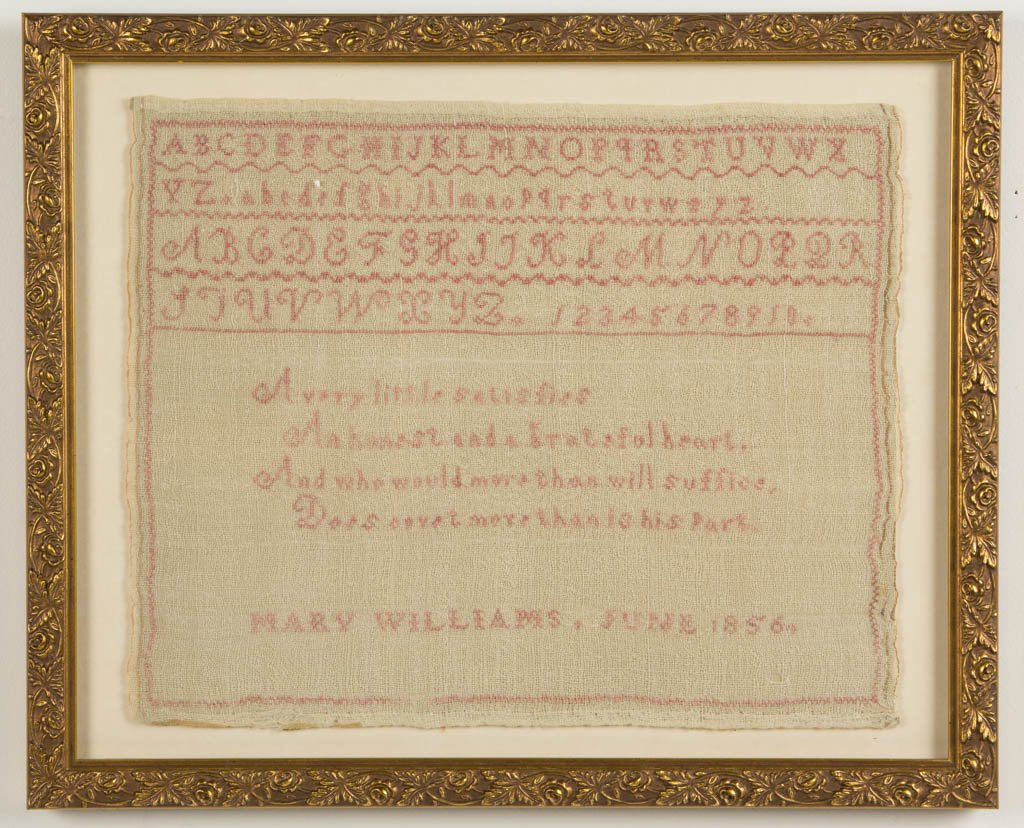 ABCDEFGHIJKLMNOPQRSTUVWX
YZ. abcdefghijklmnopqrstuvwxyz
ABCDEFGHIJKLMNOPQR
STUVWXYZ. 12345678910.
A very little satisfies
An honest and a grateful heart.
And who would more than will suffice,
Does covet more than is his part.
MARY WILLIAMS, JUNE 1856.